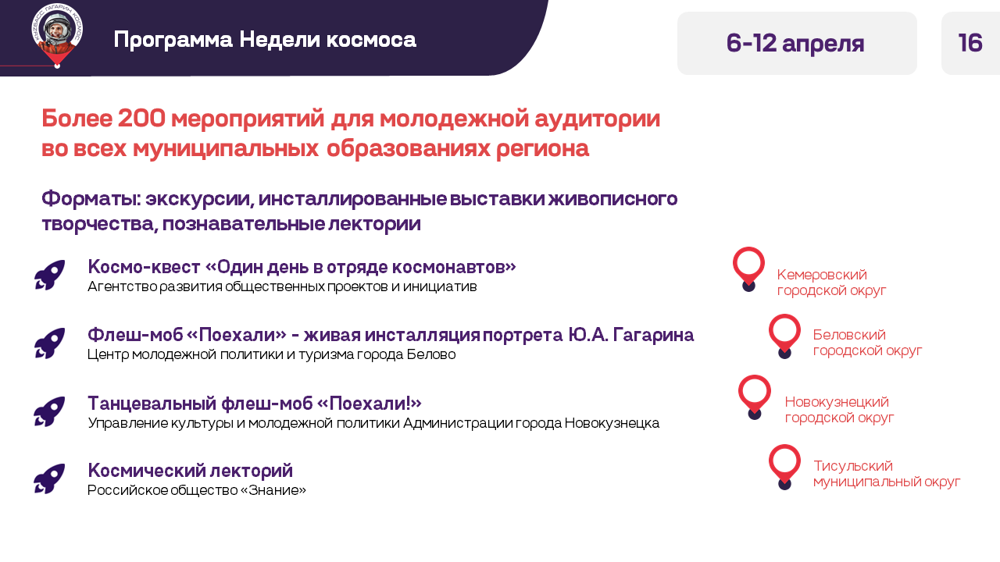 КУZБАСС. ГАГАРИН. КОСМОС
Программа Недели космоса
6-12 апреля
16
Более 200 мероприятий для молодежной аудитории
во всех муниципальных образованиях региона
Форматы: экскурсии, инсталлированные выставки живописного
творчества, познавательные лектории
Космо-квест «Один день в отряде космонавтов»
Агентство развития общественных проектов и инициатив
Кемеровский
городской округ
Флеш-моб «Поехали» - живая инсталляция портрета Ю.А. Гагарина
Центр молодежной политики и туризма города Белово
Беловский
городской округ
Танцевальный флеш-моб «Поехали!»
Управление культуры и молодежной политики Администрации города Новокузнецка
Новокузнецкий
городской округ
Космический лекторий
Российское общество «Знание»
Тисульский
муниципальный округ